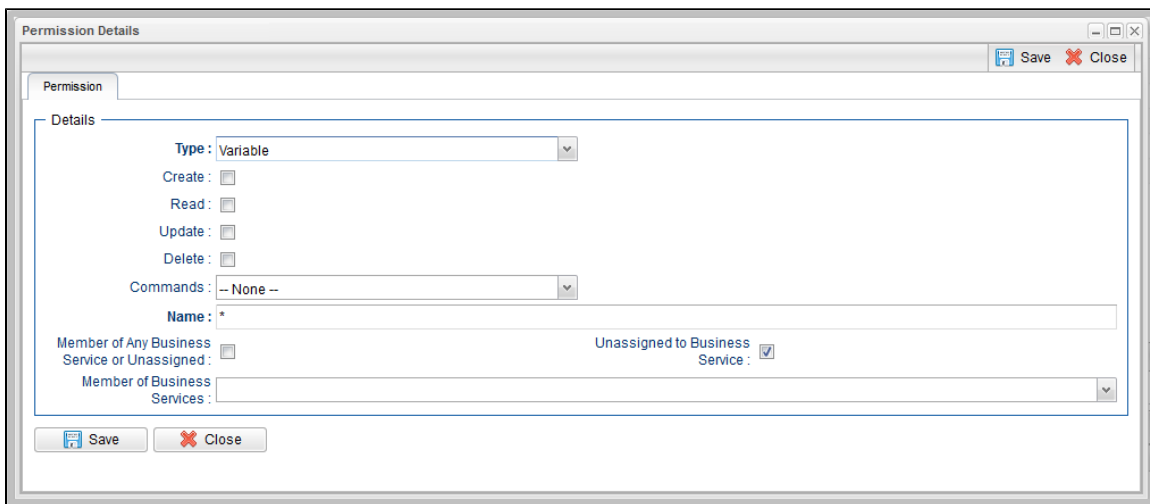 Permission Details
Save Close
Permission
Details
Type : Variable
Create :
Read :
Update :
Delete :
Commands : -- None --
Name : *
Member of Any Business
Service or Unassigned :
Unassigned to Business
Service :
Member of Business
Services :
Save Close